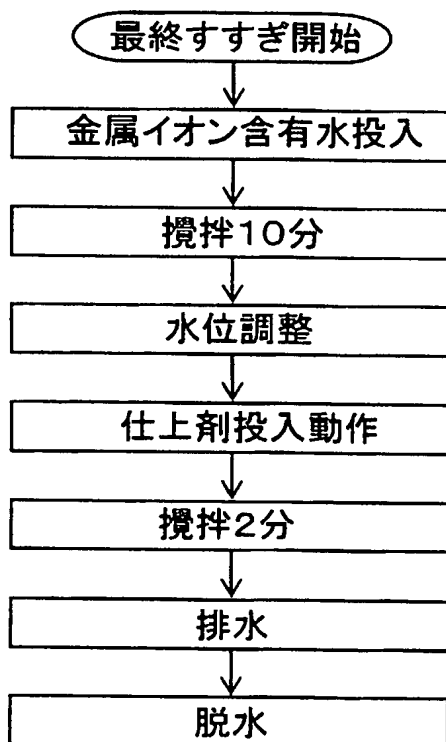 最終すすぎ開始
金属イオン含有水投入
攪拌10分
水位調整
仕上剤投入動作
攪拌2分
排水
脱水